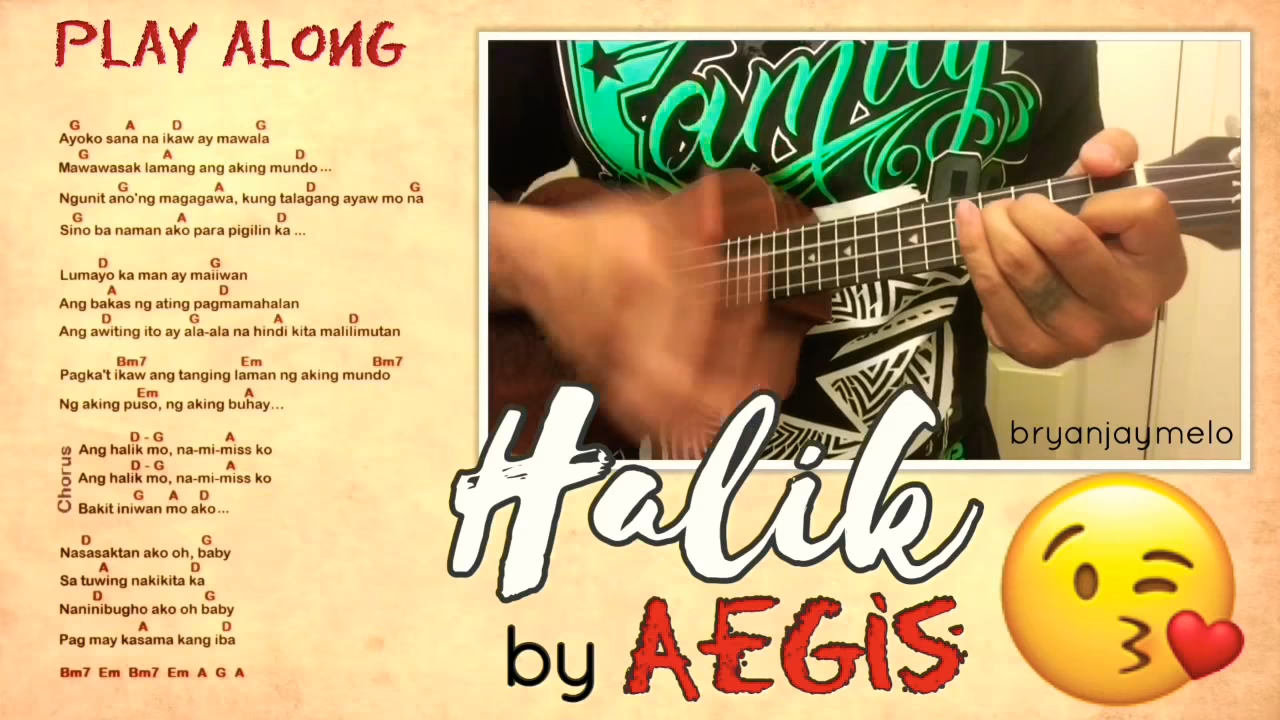 PLAY ALONG
G A D G
Ayoko sana na ikaw ay mawala
G A D
Mawawasak lamang ang aking mundo...
G A D G
Ngunit ano'ng magagawa, kung talagang ayaw mo na
G A D
Sino ba naman ako para pigilin ka ...
D G
Lumayo ka man ay maiiwan
A D
Ang bakas ng ating pagmamahalan
D G A D
Ang awiting ito ay ala-ala na hindi kita malilimutan
Bm7 Em Bm7
Pagka't ikaw ang tanging laman ng aking mundo
Em A
Ng aking puso, ng aking buhay...
Chorus
D - G A
Ang halik mo, na-mi-miss ko
D - G A
Ang halik mo, na-mi-miss ko
G A D
Bakit iniwan mo ako...
D G
Nasasaktan ako oh, baby
A D
Sa tuwing nakikita ka
D G
Naninibugho ako oh baby
A D
Pag may kasama kang iba
Bm7 Em Bm7 Em A G A
Family
bryanjaymelo
Halik
by AEGIS